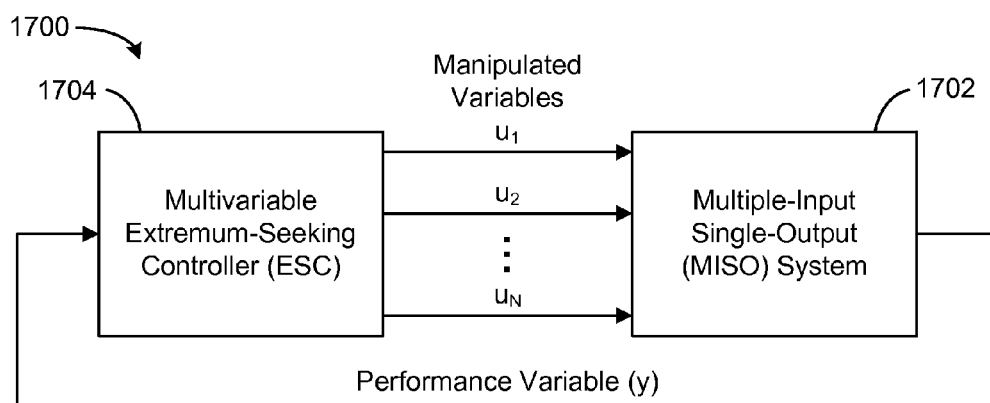 1700
1704
Manipulated
Variables
1702
u1
u2
uN
Multivariable
Extremum-Seeking
Controller (ESC)
Multiple-Input
Single-Output
(MISO) System
Performance Variable (y)